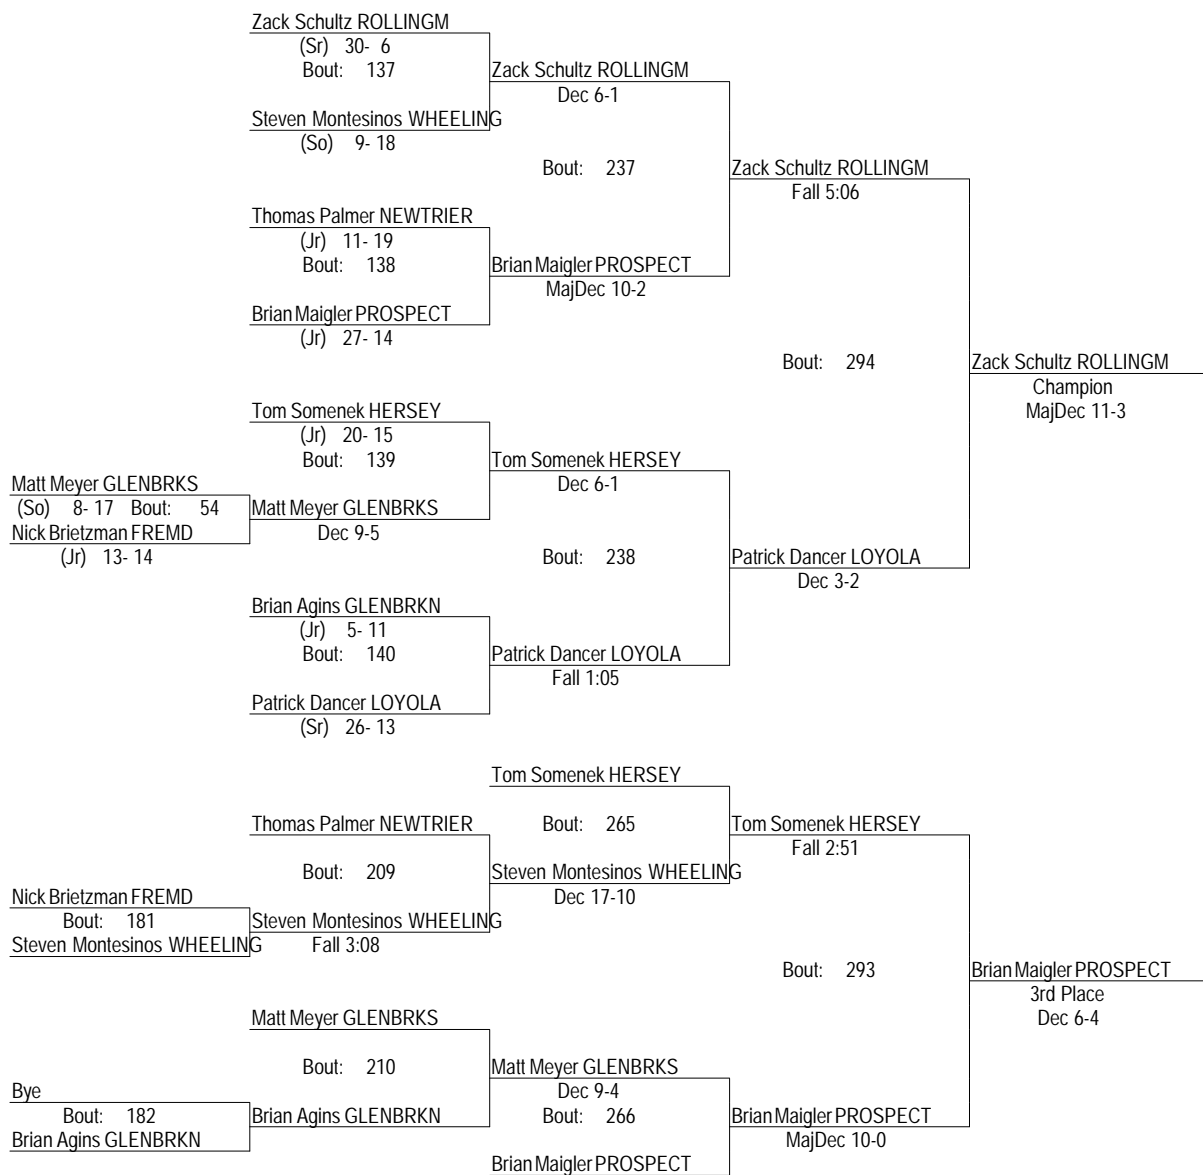 Zack Schultz ROLLINGM
(Sr) 30- 6
Bout: 137
Zack Schultz ROLLINGM
Dec 6-1
Steven Montesinos WHEELING
(So) 9- 18
Bout: 237
Zack Schultz ROLLINGM
Fall 5:06
Thomas Palmer NEWTRIER
(Jr) 11- 19
Bout: 138
Brian Maigler PROSPECT
MajDec 10-2
Brian Maigler PROSPECT
(Jr) 27- 14
Bout: 294
Zack Schultz ROLLINGM
Champion
MajDec 11-3
Tom Somenek HERSEY
(Jr) 20- 15
Bout: 139
Tom Somenek HERSEY
Dec 6-1
Matt Meyer GLENBRKS
(So) 8- 17 Bout: 54
Matt Meyer GLENBRKS
Dec 9-5
Nick Brietzman FREMD
(Jr) 13- 14
Bout: 238
Patrick Dancer LOYOLA
Dec 3-2
Brian Agins GLENBRKN
(Jr) 5- 11
Bout: 140
Patrick Dancer LOYOLA
Fall 1:05
Patrick Dancer LOYOLA
(Sr) 26- 13
Tom Somenek HERSEY
Thomas Palmer NEWTRIER
Bout: 265
Tom Somenek HERSEY
Fall 2:51
Bout: 209
Steven Montesinos WHEELING
Dec 17-10
Nick Brietzman FREMD
Bout: 181
Steven Montesinos WHEELING
Fall 3:08
Steven Montesinos WHEELING
Bout: 293
Brian Maigler PROSPECT
3rd Place
Dec 6-4
Matt Meyer GLENBRKS
Bout: 210
Matt Meyer GLENBRKS
Dec 9-4
Bye
Bout: 182
Brian Agins GLENBRKN
Bout: 266
Brian Maigler PROSPECT
MajDec 10-0
Brian Agins GLENBRKN
Brian Maigler PROSPECT